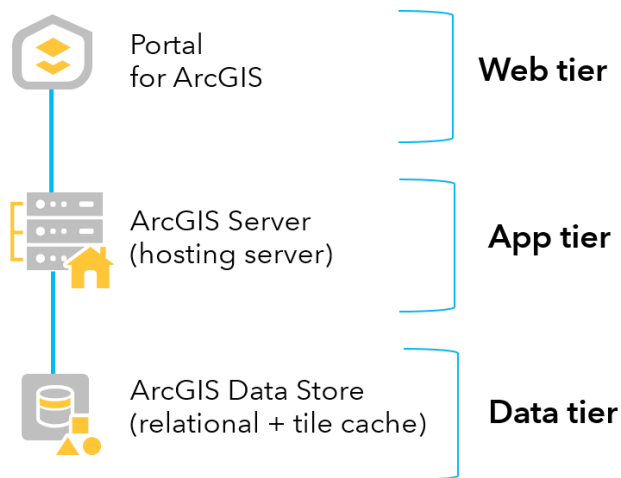 Portal
for ArcGIS
Web tier
ArcGIS Server
(hosting server)
App tier
ArcGIS Data Store
(relational + tile cache)
Data tier